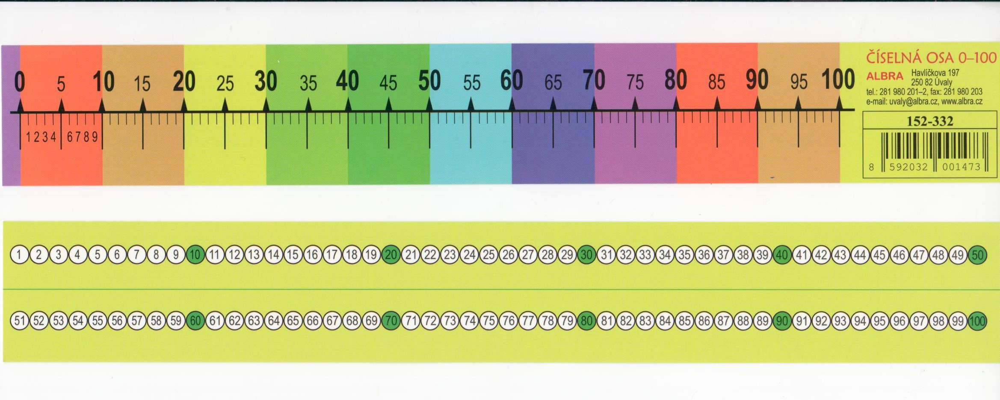 0 5 10 15 20 25 30 35 40 45 50 55 60 65 70 75 80 85 90 95 100
1 2 3 4 6 7 8 9
ČÍSELNÁ OSA 0–100
ALBRA Havlíčkova 197
250 82 Úvaly
tel.: 281 980 201–2, fax: 281 980 203
e-mail: uvaly@albra.cz, www.albra.cz
152-332
8 592032 001473
1 2 3 4 5 6 7 8 9 10 11 12 13 14 15 16 17 18 19 20 21 22 23 24 25 26 27 28 29 30 31 32 33 34 35 36 37 38 39 40 41 42 43 44 45 46 47 48 49 50
51 52 53 54 55 56 57 58 59 60 61 62 63 64 65 66 67 68 69 70 71 72 73 74 75 76 77 78 79 80 81 82 83 84 85 86 87 88 89 90 91 92 93 94 95 96 97 98 99 100